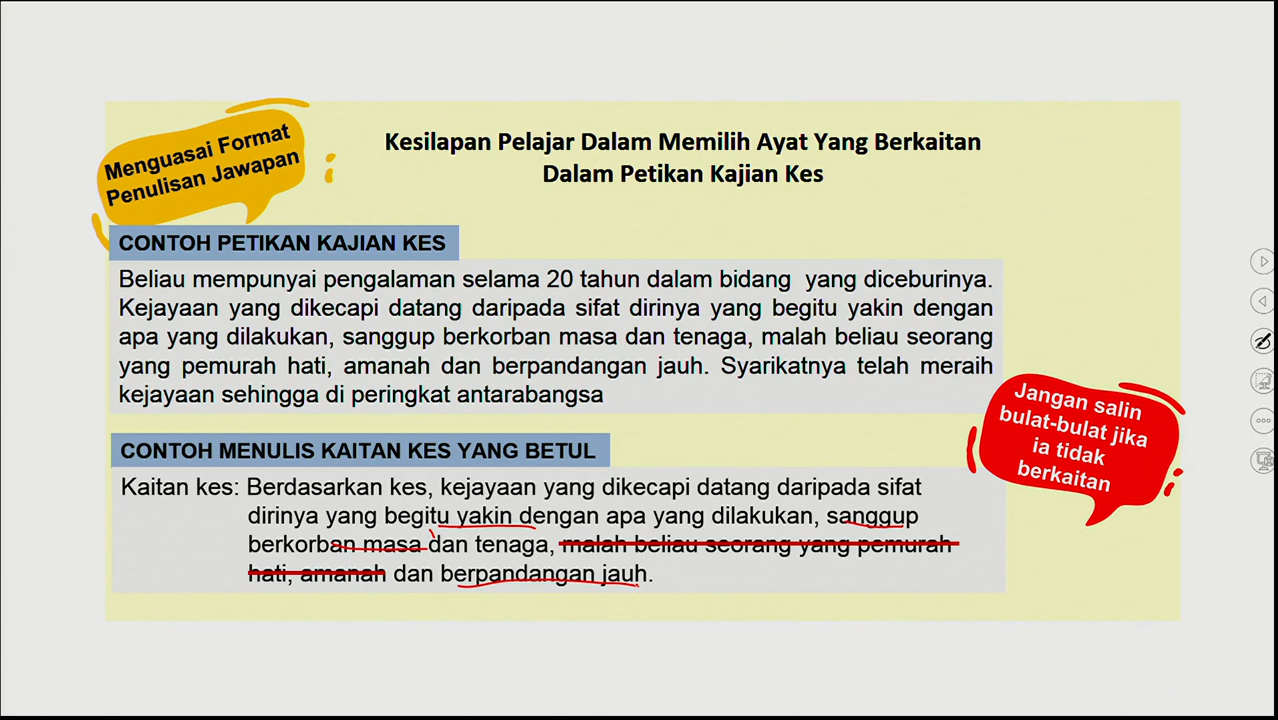 Menguasai Format
Penulisan Jawapan
Kesilapan Pelajar Dalam Memilih Ayat Yang Berkaitan
Dalam Petikan Kajian Kes
CONTOH PETIKAN KAJIAN KES
Beliau mempunyai pengalaman selama 20 tahun dalam bidang yang diceburinya.
Kejayaan yang dikecapi datang daripada sifat dirinya yang begitu yakin dengan
apa yang dilakukan, sanggup berkorban masa dan tenaga, malah beliau seorang
yang pemurah hati, amanah dan berpandangan jauh. Syarikatnya telah meraih
kejayaan sehingga di peringkat antarabangsa
Jangan salin
bulat-bulat jika
ia tidak
berkaitan
CONTOH MENULIS KAITAN KES YANG BETUL
Kaitan kes: Berdasarkan kes, kejayaan yang dikecapi datang daripada sifat
dirinya yang begitu yakin dengan apa yang dilakukan, sanggup
berkorban masa dan tenaga, malah beliau seorang yang pemurah
hati, amanah dan berpandangan jauh.